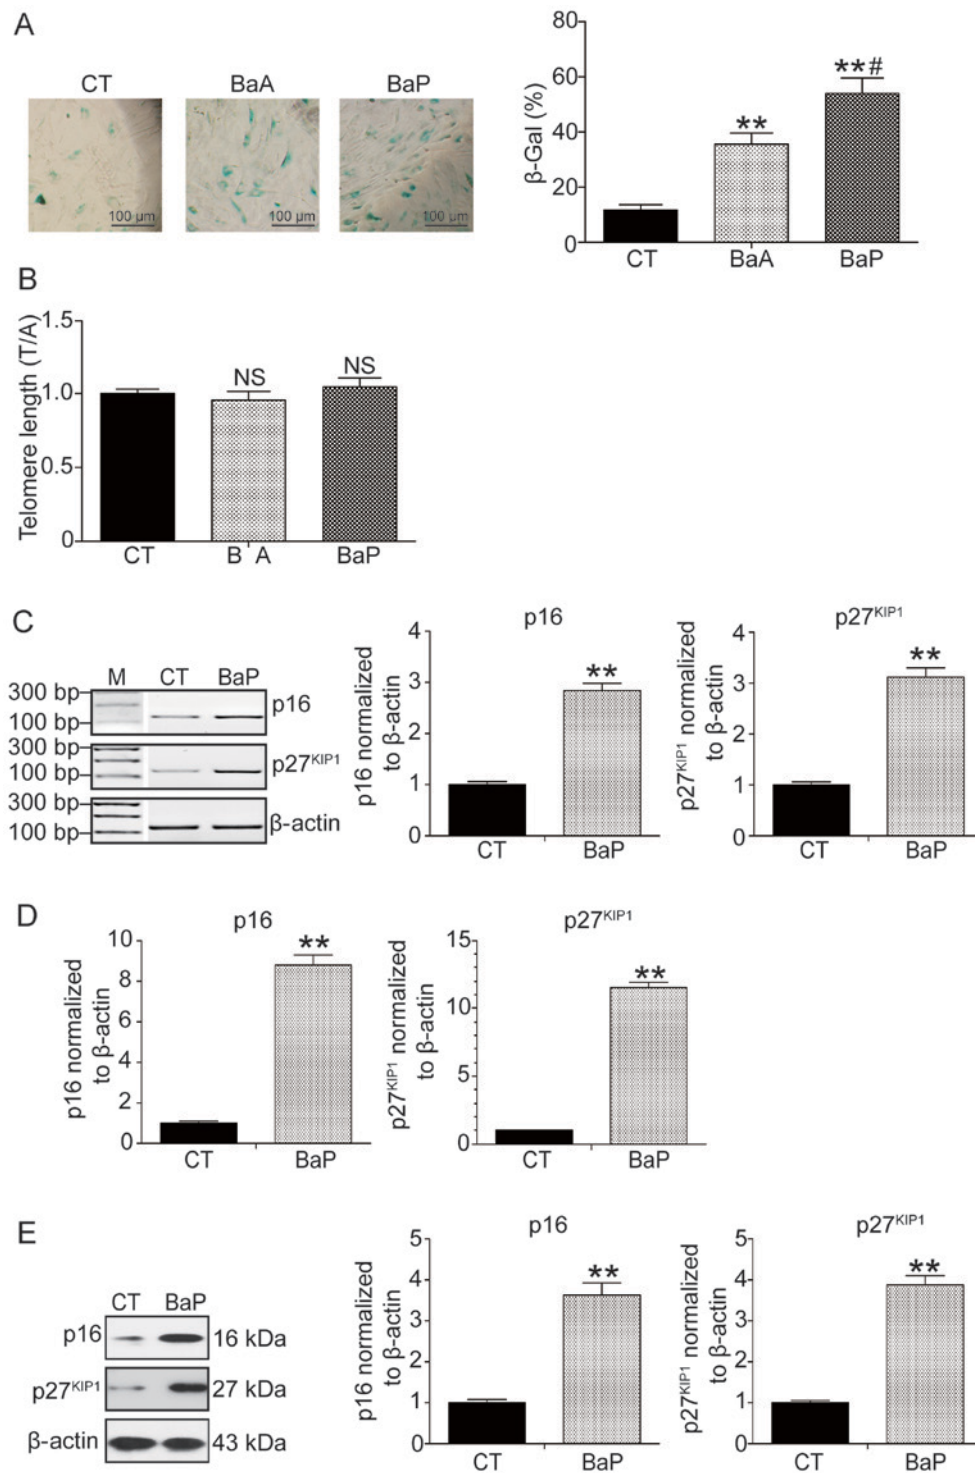 A
CT BaA BaP
100 µm 100 µm 100 µm
β-Gal (%)
80
60
40
20
0
** **#
CT BaA BaP
B
Telomere length (T/A)
1.5
1.0
0.5
0
NS NS
CT B A BaP
C
M CT BaP
300 bp
100 bp
p16
300 bp
100 bp
p27KIP1
300 bp
100 bp
β-actin
p16
p16 normalized
to β-actin
4
3
2
1
0
**
CT BaP
p27KIP1
p27KIP1 normalized
to β-actin
4
3
2
1
0
**
CT BaP
D
p16
p16 normalized
to β-actin
10
8
6
4
2
0
**
CT BaP
p27KIP1
p27KIP1 normalized
to β-actin
15
10
5
0
**
CT BaP
E
CT BaP
p16 16 kDa
p27KIP1 27 kDa
β-actin 43 kDa
p16
p16 normalized
to β-actin
5
4
3
2
1
0
**
CT BaP
p27KIP1
p27KIP1 normalized
to β-actin
5
4
3
2
1
0
**
CT BaP